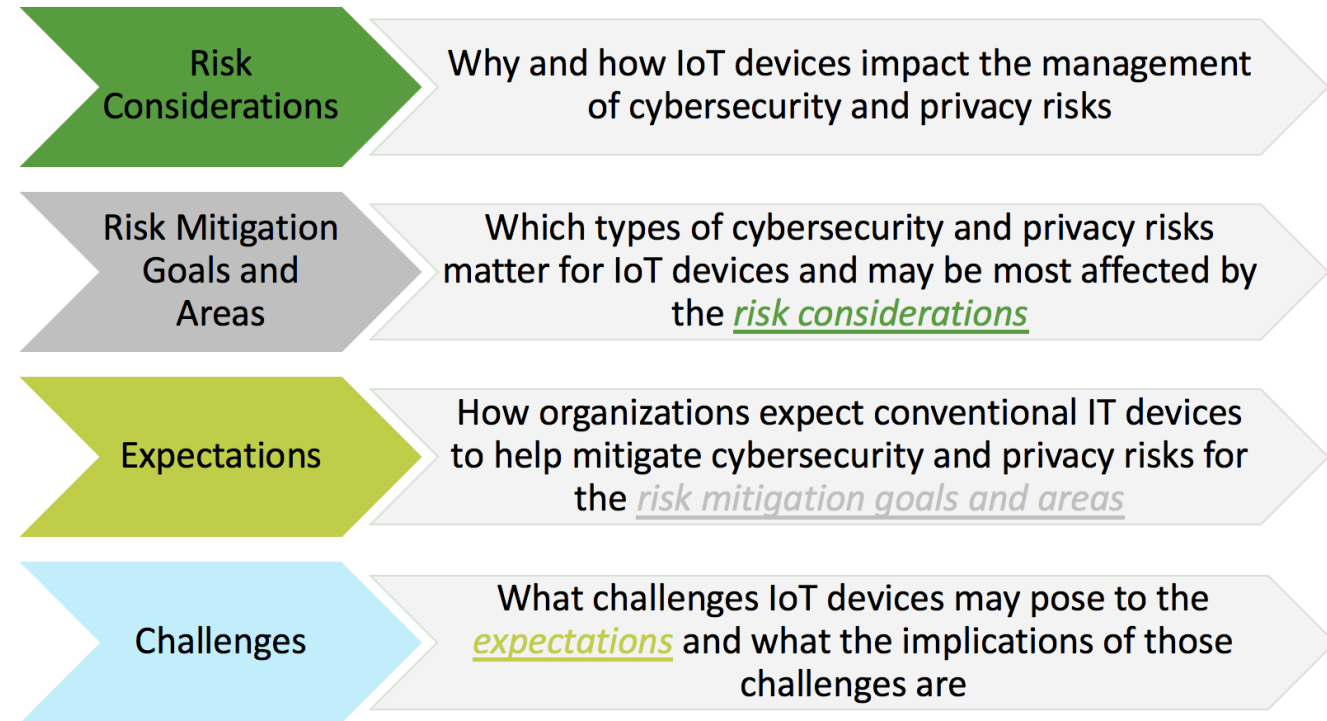 Risk
Considerations
Why and how IoT devices impact the management
of cybersecurity and privacy risks
Risk Mitigation
Goals and
Areas
Which types of cybersecurity and privacy risks
matter for IoT devices and may be most affected by
the risk considerations
Expectations
How organizations expect conventional IT devices
to help mitigate cybersecurity and privacy risks for
the risk mitigation goals and areas
Challenges
What challenges IoT devices may pose to the
expectations and what the implications of those
challenges are